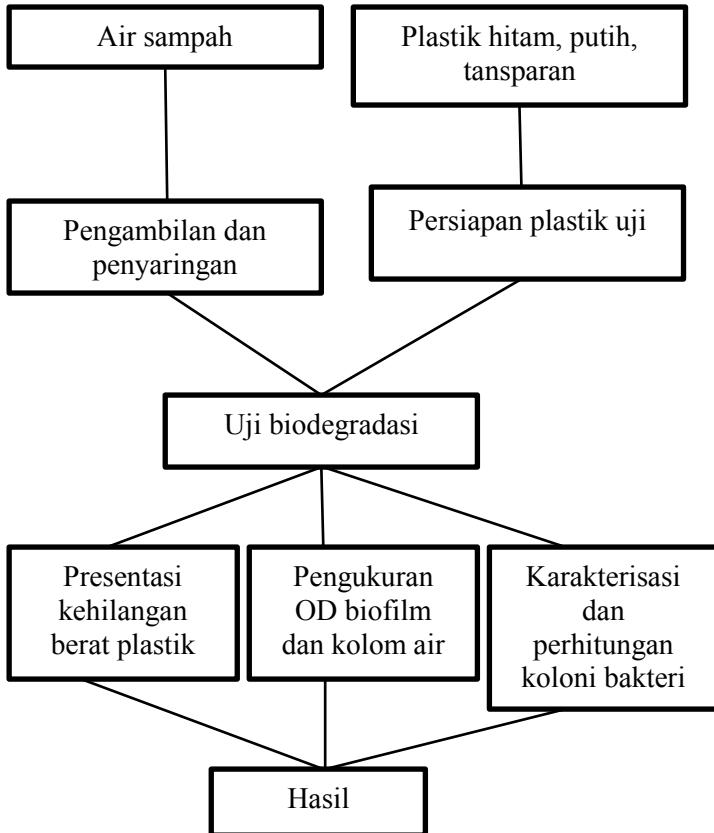 Air sampah
Plastik hitam, putih,
tansparan
Pengambilan dan
penyaringan
Persiapan plastik uji
Uji biodegradasi
Presentasi
kehilangan
berat plastik
Pengukuran
OD biofilm
dan kolom air
Karakterisasi
dan
perhitungan
koloni bakteri
Hasil